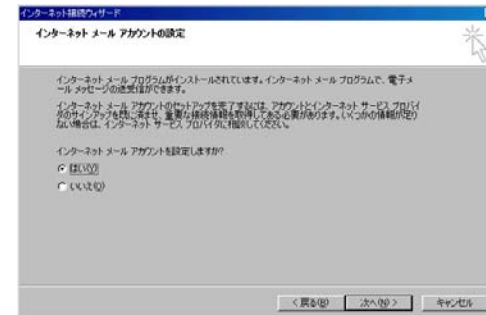 インターネット接続ウィザード
インターネット メール アカウントの設定
インターネット メール プログラムがインストールされています。インターネット メール プログラムで、電子メ
ール メッセージの送受信ができます。
インターネット メール アカウントのセットアップを完了するには、アカウントとインターネット サービス プロバイ
ダのサインアップを既に済ませ、重要な接続情報を取得してある必要があります。いくつかの情報が足り
ない場合は、インターネット サービス プロバイダに相談してください。
インターネット メール アカウントを設定しますか?
はい(Y)
いいえ(O)
< 戻る(B)
次へ(N) >
キャンセル